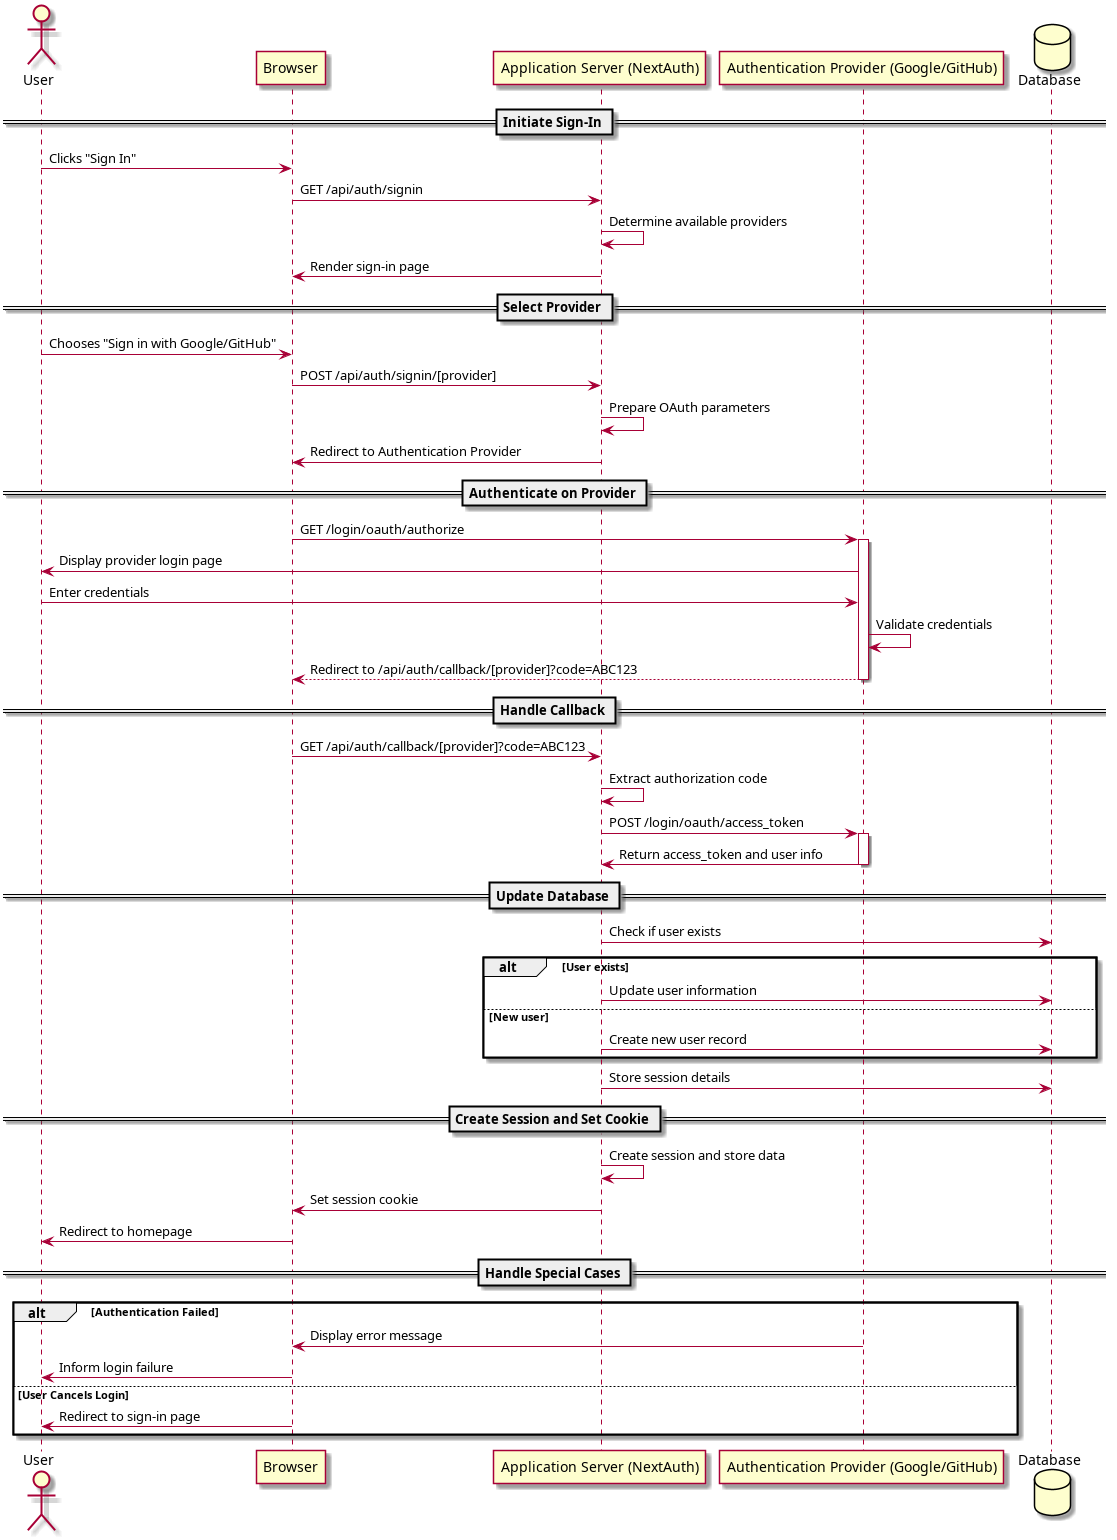 User
Browser
Application Server (NextAuth)
Authentication Provider (Google/GitHub)
Database
Initiate Sign-In
Clicks "Sign In"
GET /api/auth/signin
Determine available providers
Render sign-in page
Select Provider
Chooses "Sign in with Google/GitHub"
POST /api/auth/signin/[provider]
Prepare OAuth parameters
Redirect to Authentication Provider
Authenticate on Provider
GET /login/oauth/authorize
Display provider login page
Enter credentials
Validate credentials
Redirect to /api/auth/callback/[provider]?code=ABC123
Handle Callback
GET /api/auth/callback/[provider]?code=ABC123
Extract authorization code
POST /login/oauth/access_token
Return access_token and user info
Update Database
Check if user exists
alt [User exists]
Update user information
[New user]
Create new user record
Store session details
Create Session and Set Cookie
Create session and store data
Set session cookie
Redirect to homepage
Handle Special Cases
alt [Authentication Failed]
Display error message
Inform login failure
[User Cancels Login]
Redirect to sign-in page
User
Browser
Application Server (NextAuth)
Authentication Provider (Google/GitHub)
Database